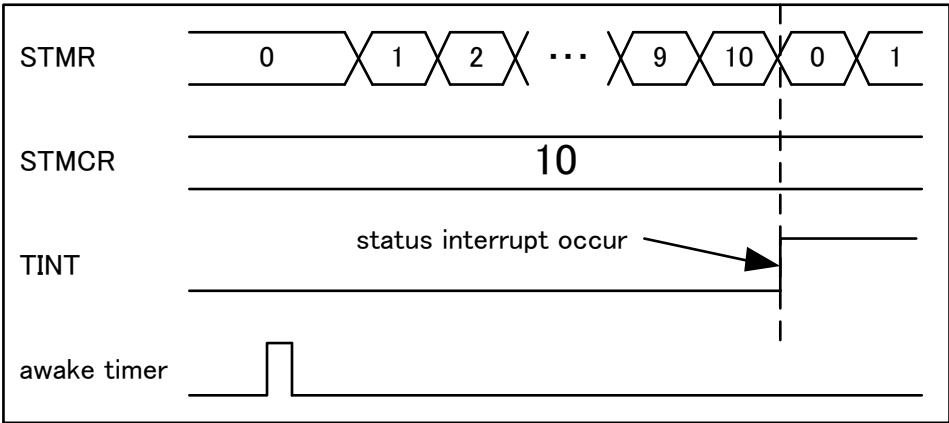 STMR 0 1 2 ・・・ 9 10 0 1
STMCR 10
status interrupt occur
TINT
awake timer